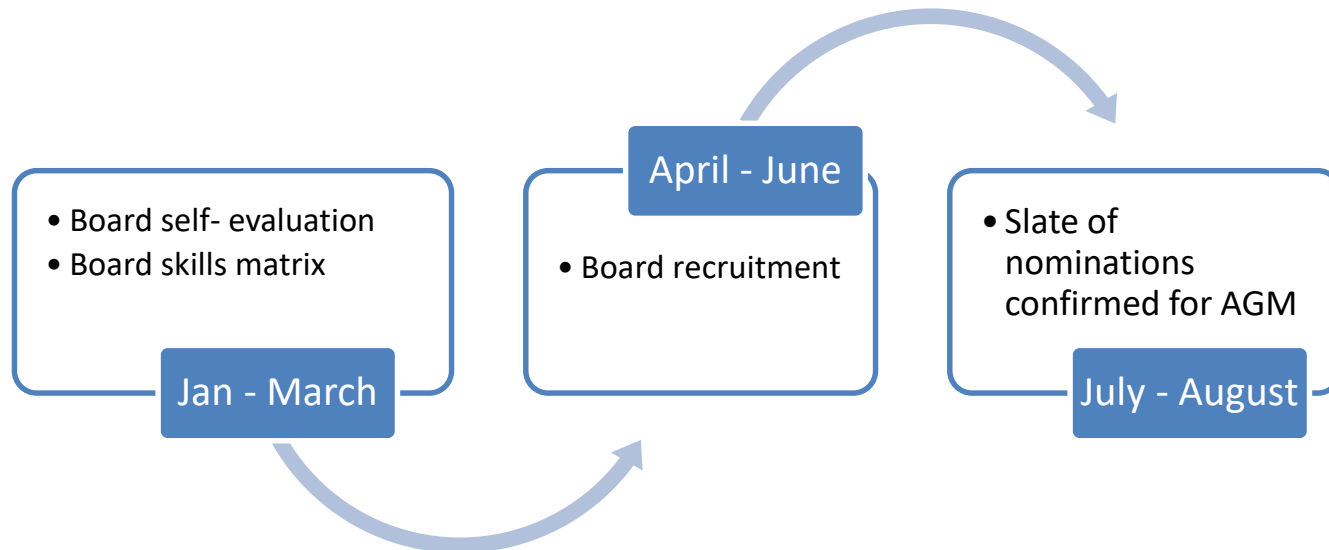 • Board self- evaluation
• Board skills matrix
Jan - March
April - June
• Board recruitment
• Slate of
nominations
confirmed for AGM
July - August